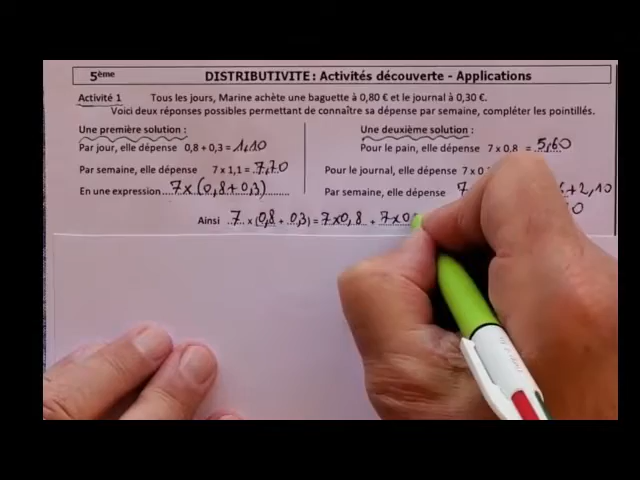 5ème DISTRIBUTIVITE : Activités découverte - Applications
Activité 1 Tous les jours, Marine achète une baguette à 0,80 € et le journal à 0,30 €.
Voici deux réponses possibles permettant de connaître sa dépense par semaine, compléter les pointillés.
Une première solution :
Par jour, elle dépense 0,8 + 0,3 = 1,10
Par semaine, elle dépense 7 x 1,1 = 7,70
En une expression 7x(0,8+0,3)
Une deuxième solution :
Pour le pain, elle dépense 7 x 0,8 = 5,60
Pour le journal, elle dépense 7 x 0
Par semaine, elle dépense 7 + 2,10
0
Ainsi 7 x (0,8 + 0,3) = 7x0,8 + 7x0